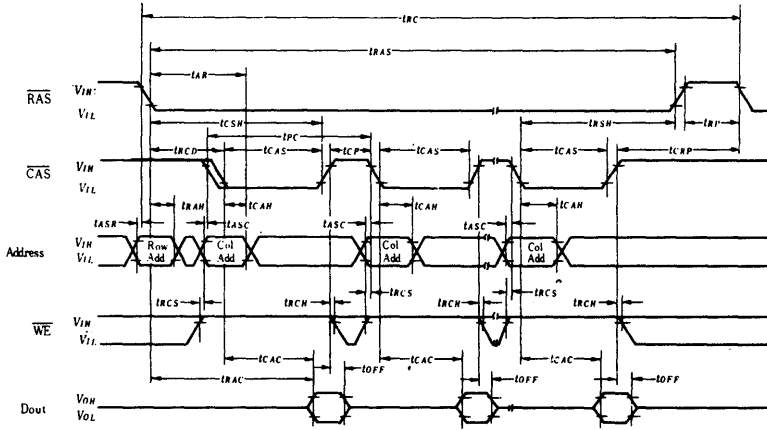 tRC
tRAS
tAR
RAS VIH
VIL
tCSH tRSH tRP
tPC
tRCD tCAS tCP tCAS tCAS tCRP
CAS VIH
VIL
tRAH tCAH tCAH tCAH
tASR tASC tASC tASC
Address VIH
VIL
Row Add Col Add Col Add Col Add
tRCS tRCH tRCS tRCH tRCS tRCH
WE VIH
VIL
tCAC tCAC tCAC
tRAC tOFF tOFF tOFF
Dout VOH
VOL